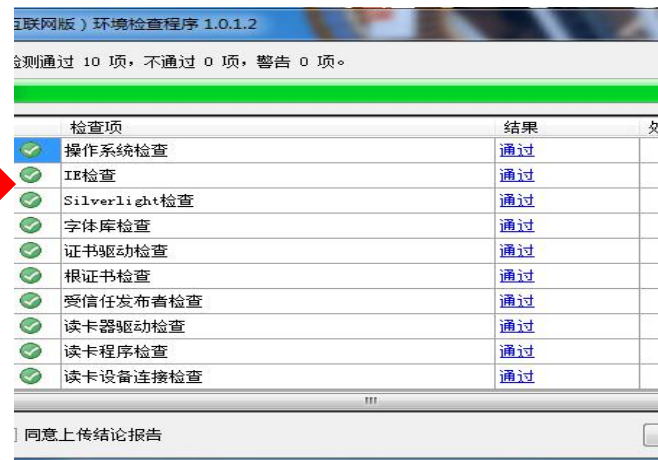 互联网版）环境检查程序 1.0.1.2
检测通过 10 项，不通过 0 项，警告 0 项。
检查项 结果 处
操作系统检查 通过
IE检查 通过
Silverlight检查 通过
字体库检查 通过
证书驱动检查 通过
根证书检查 通过
受信任发布者检查 通过
读卡器驱动检查 通过
读卡程序检查 通过
读卡设备连接检查 通过
同意上传结论报告